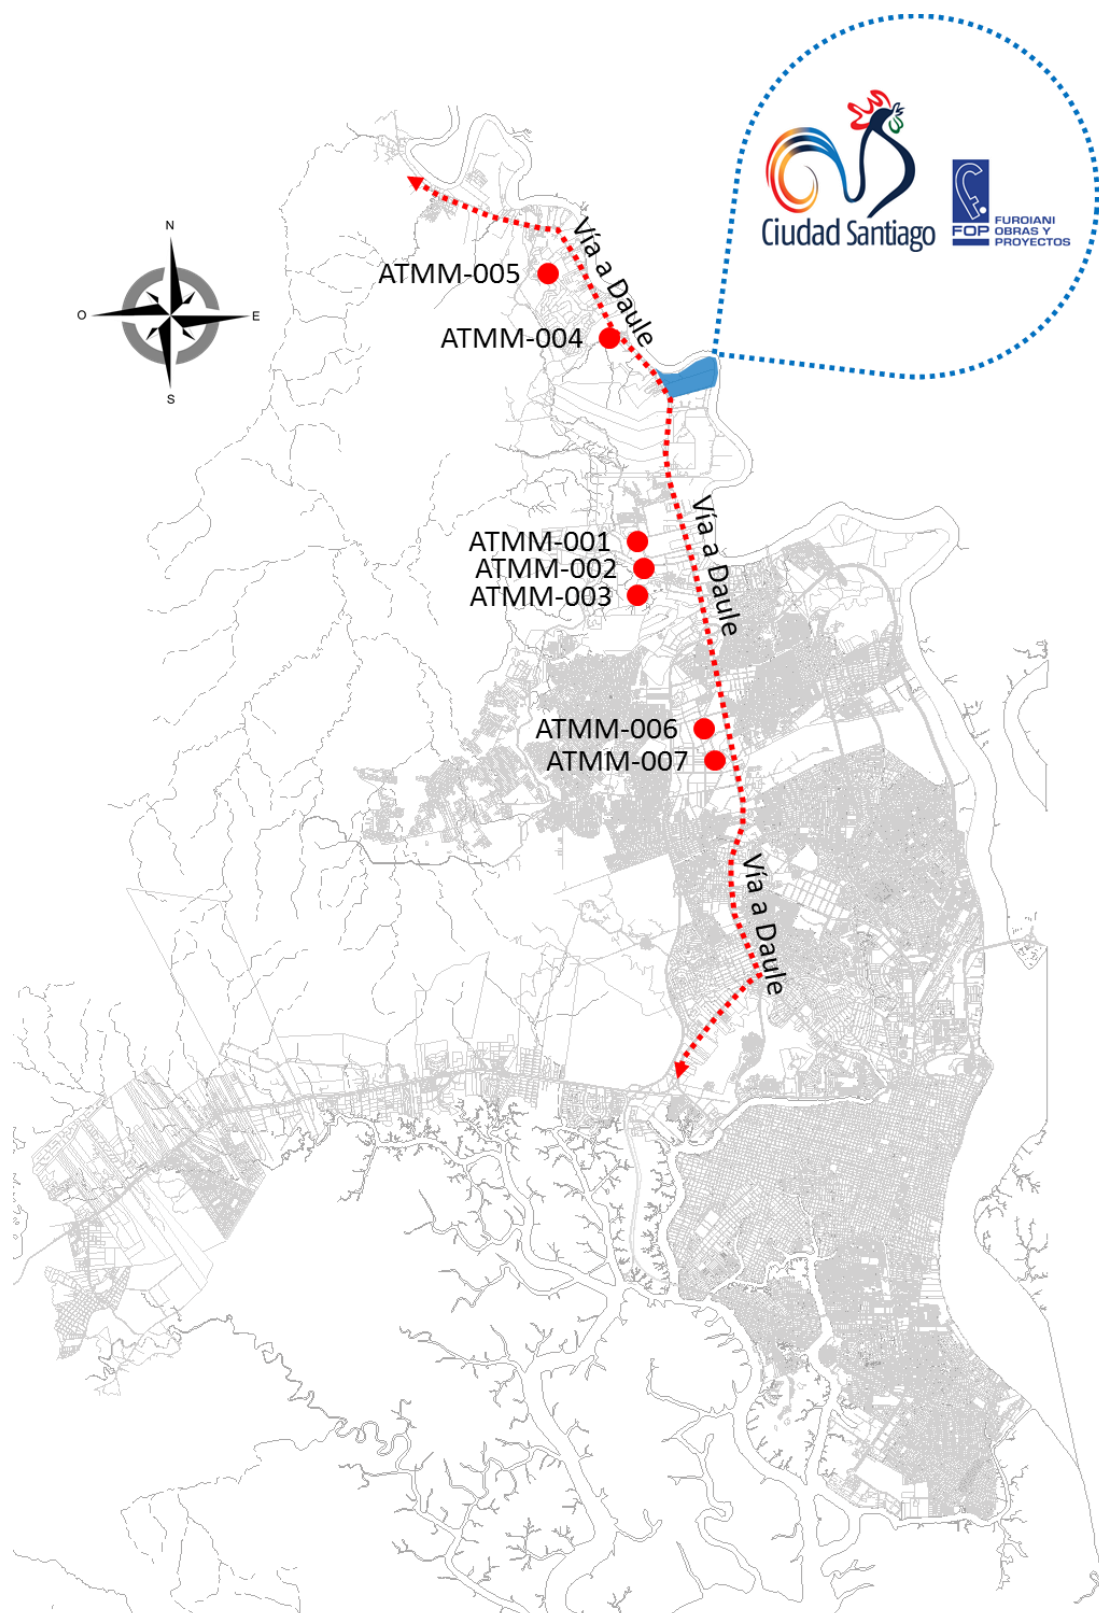 Ciudad Santiago
FOP
FUROIANI
OBRAS Y
PROYECTOS
N
O
E
S
Vía a Daule
ATMM-005
ATMM-004
Vía a Daule
ATMM-001
ATMM-002
ATMM-003
ATMM-006
ATMM-007
Vía a Daule